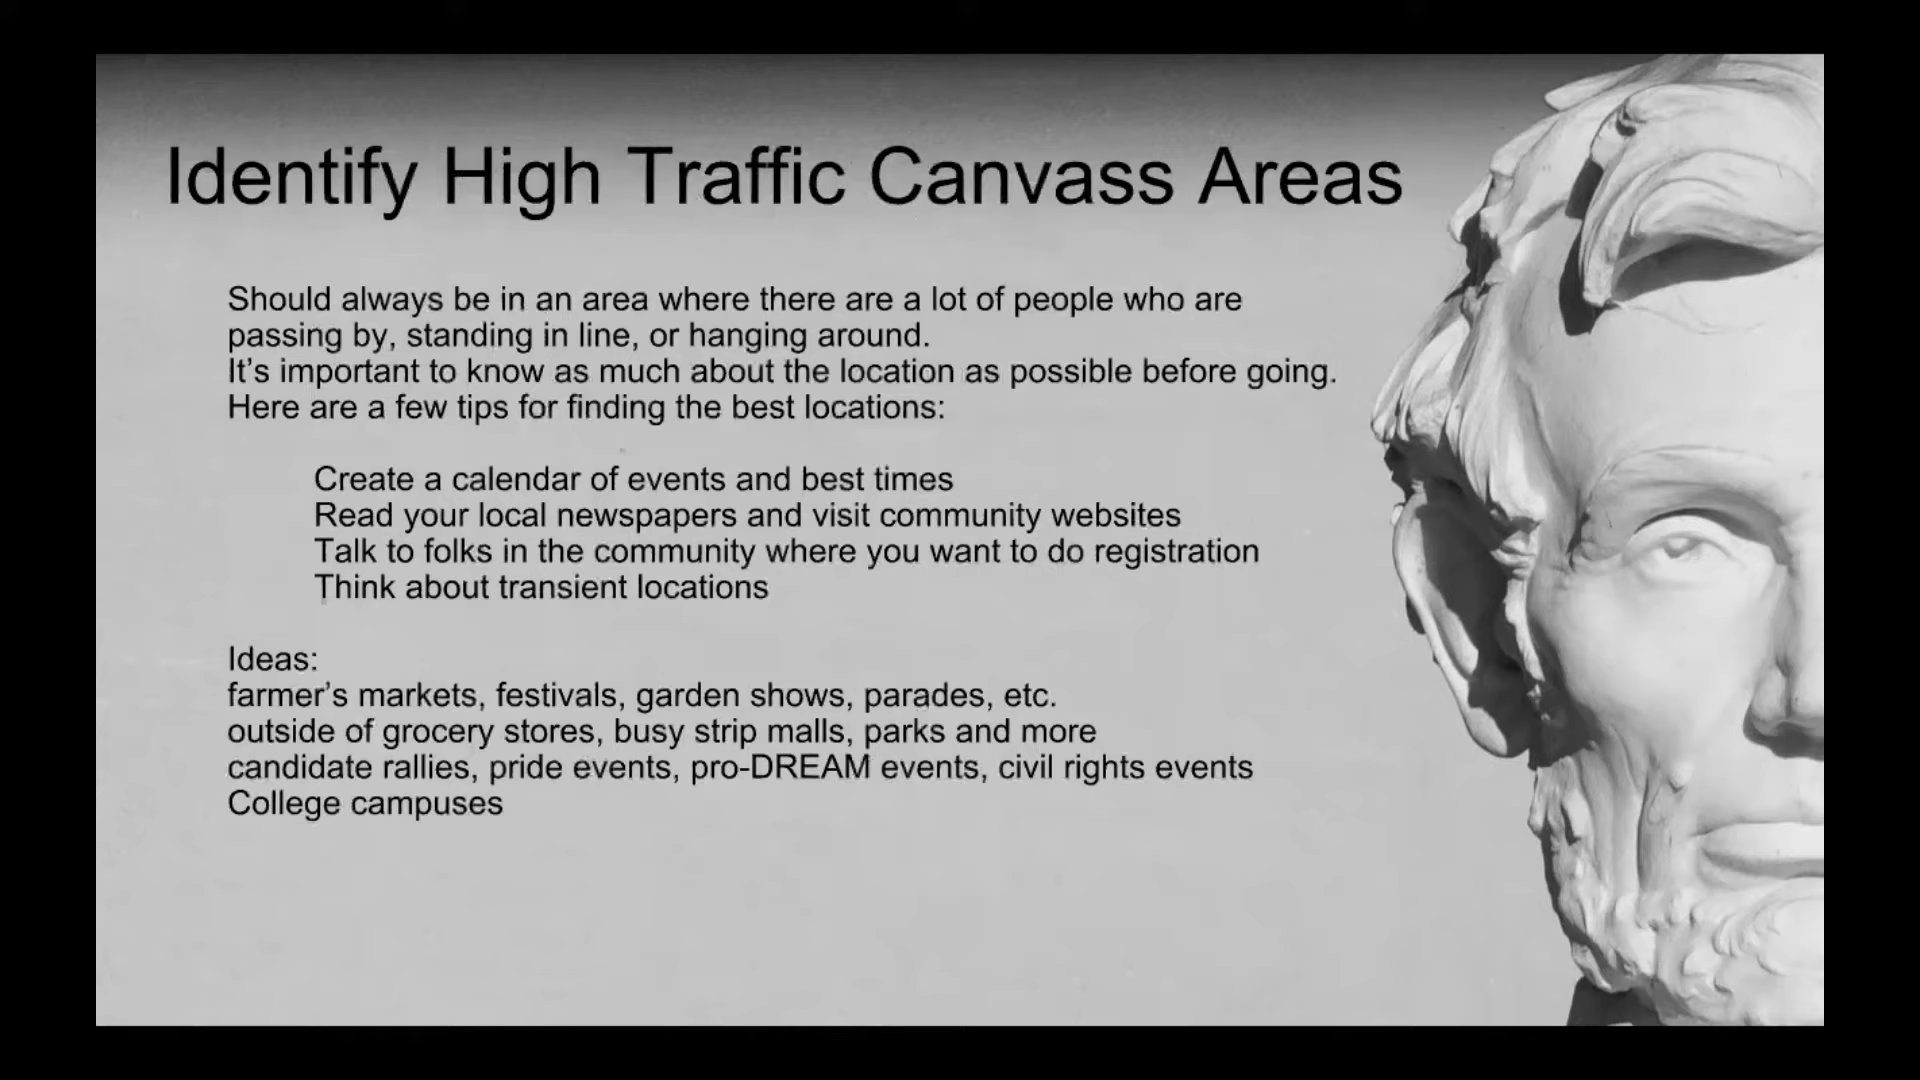 Identify High Traffic Canvass Areas
Should always be in an area where there are a lot of people who are
passing by, standing in line, or hanging around.
It’s important to know as much about the location as possible before going.
Here are a few tips for finding the best locations:
Create a calendar of events and best times
Read your local newspapers and visit community websites
Talk to folks in the community where you want to do registration
Think about transient locations
Ideas:
farmer’s markets, festivals, garden shows, parades, etc.
outside of grocery stores, busy strip malls, parks and more
candidate rallies, pride events, pro-DREAM events, civil rights events
College campuses